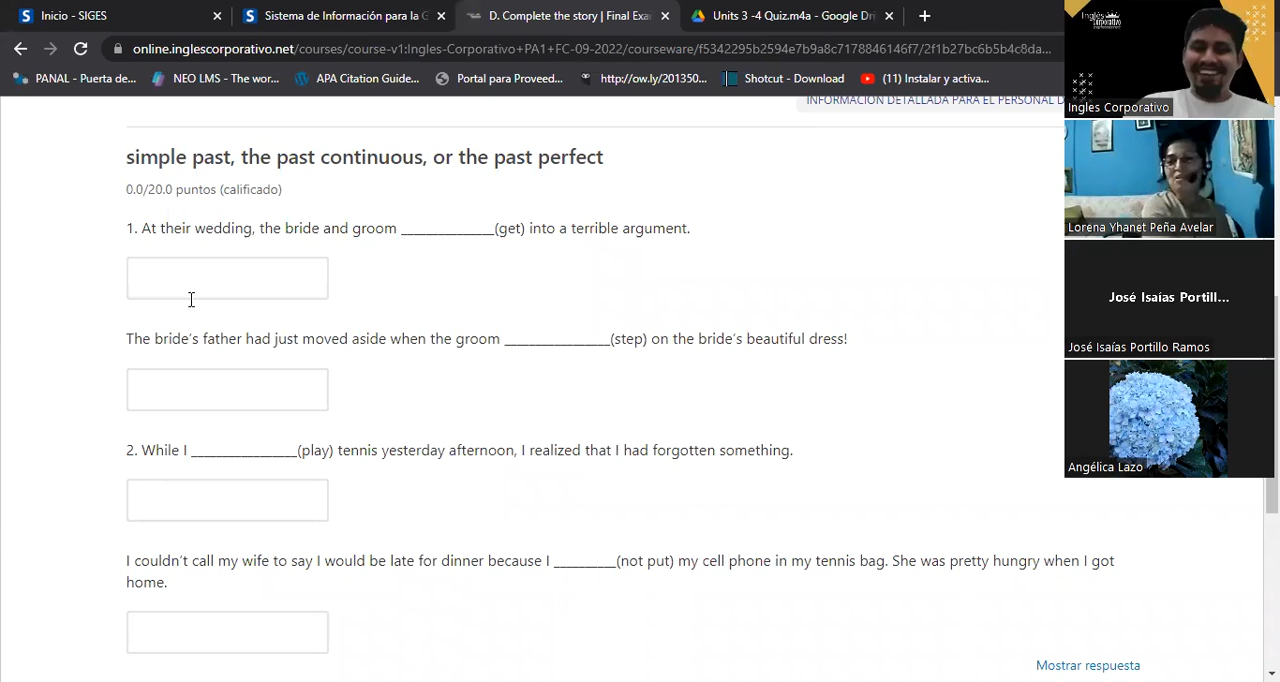 Inicio - SIGES
Sistema de Información para la G
D. Complete the story | Final Exa
Units 3 -4 Quiz.m4a - Google Dri
online.inglescorporativo.net/courses/course-v1:Ingles-Corporativo+PA1+FC-09-2022/courseware/f5342295b2594e7b9a8c7178846146f7/2f1b27bc6b5b4c8da...
PANAL - Puerta de...
NEO LMS - The wor...
APA Citation Guide...
Portal para Proveed...
http://ow.ly/201350...
Shotcut - Download
(11) Instalar y activa...
INFORMACIÓN DETALLADA PARA EL PERSONAL D
simple past, the past continuous, or the past perfect
0.0/20.0 puntos (calificado)
1. At their wedding, the bride and groom ______________(get) into a terrible argument.
The bride's father had just moved aside when the groom ________________(step) on the bride's beautiful dress!
2. While I ________________(play) tennis yesterday afternoon, I realized that I had forgotten something.
I couldn't call my wife to say I would be late for dinner because I _________(not put) my cell phone in my tennis bag. She was pretty hungry when I got
home.
Mostrar respuesta
Inglés
Corporativo
Ingles Corporativo
Lorena Yhanet Peña Avelar
José Isaías Portill...
José Isaías Portillo Ramos
Angélica Lazo